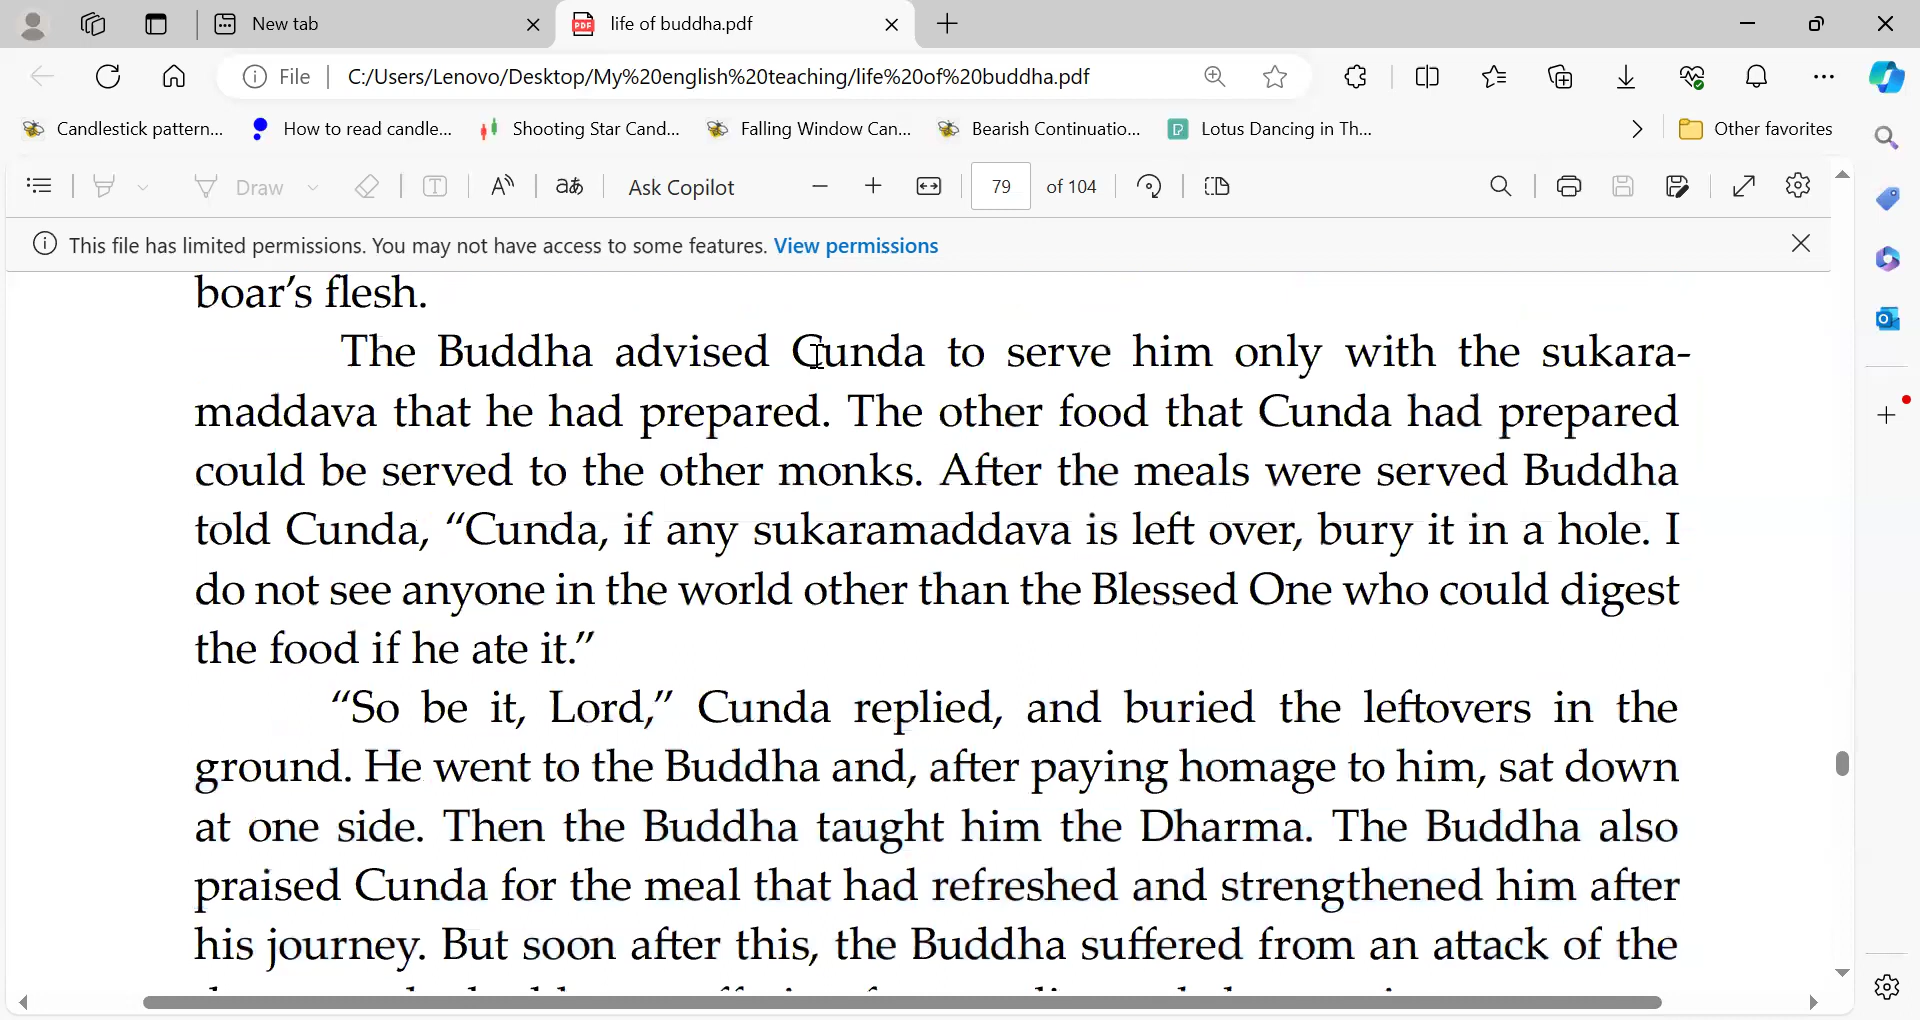 New tab
life of buddha.pdf
File
C:/Users/Lenovo/Desktop/My%20english%20teaching/life%20of%20buddha.pdf
Candlestick pattern...
How to read candle...
Shooting Star Cand...
Falling Window Can...
Bearish Continuatio...
Lotus Dancing in Th...
Other favorites
Draw
Ask Copilot
79
of 104
This file has limited permissions. You may not have access to some features. View permissions
boar’s flesh.
The Buddha advised Cunda to serve him only with the sukara-
maddava that he had prepared. The other food that Cunda had prepared
could be served to the other monks. After the meals were served Buddha
told Cunda, “Cunda, if any sukaramaddava is left over, bury it in a hole. I
do not see anyone in the world other than the Blessed One who could digest
the food if he ate it.”
“So be it, Lord,” Cunda replied, and buried the leftovers in the
ground. He went to the Buddha and, after paying homage to him, sat down
at one side. Then the Buddha taught him the Dharma. The Buddha also
praised Cunda for the meal that had refreshed and strengthened him after
his journey. But soon after this, the Buddha suffered from an attack of the